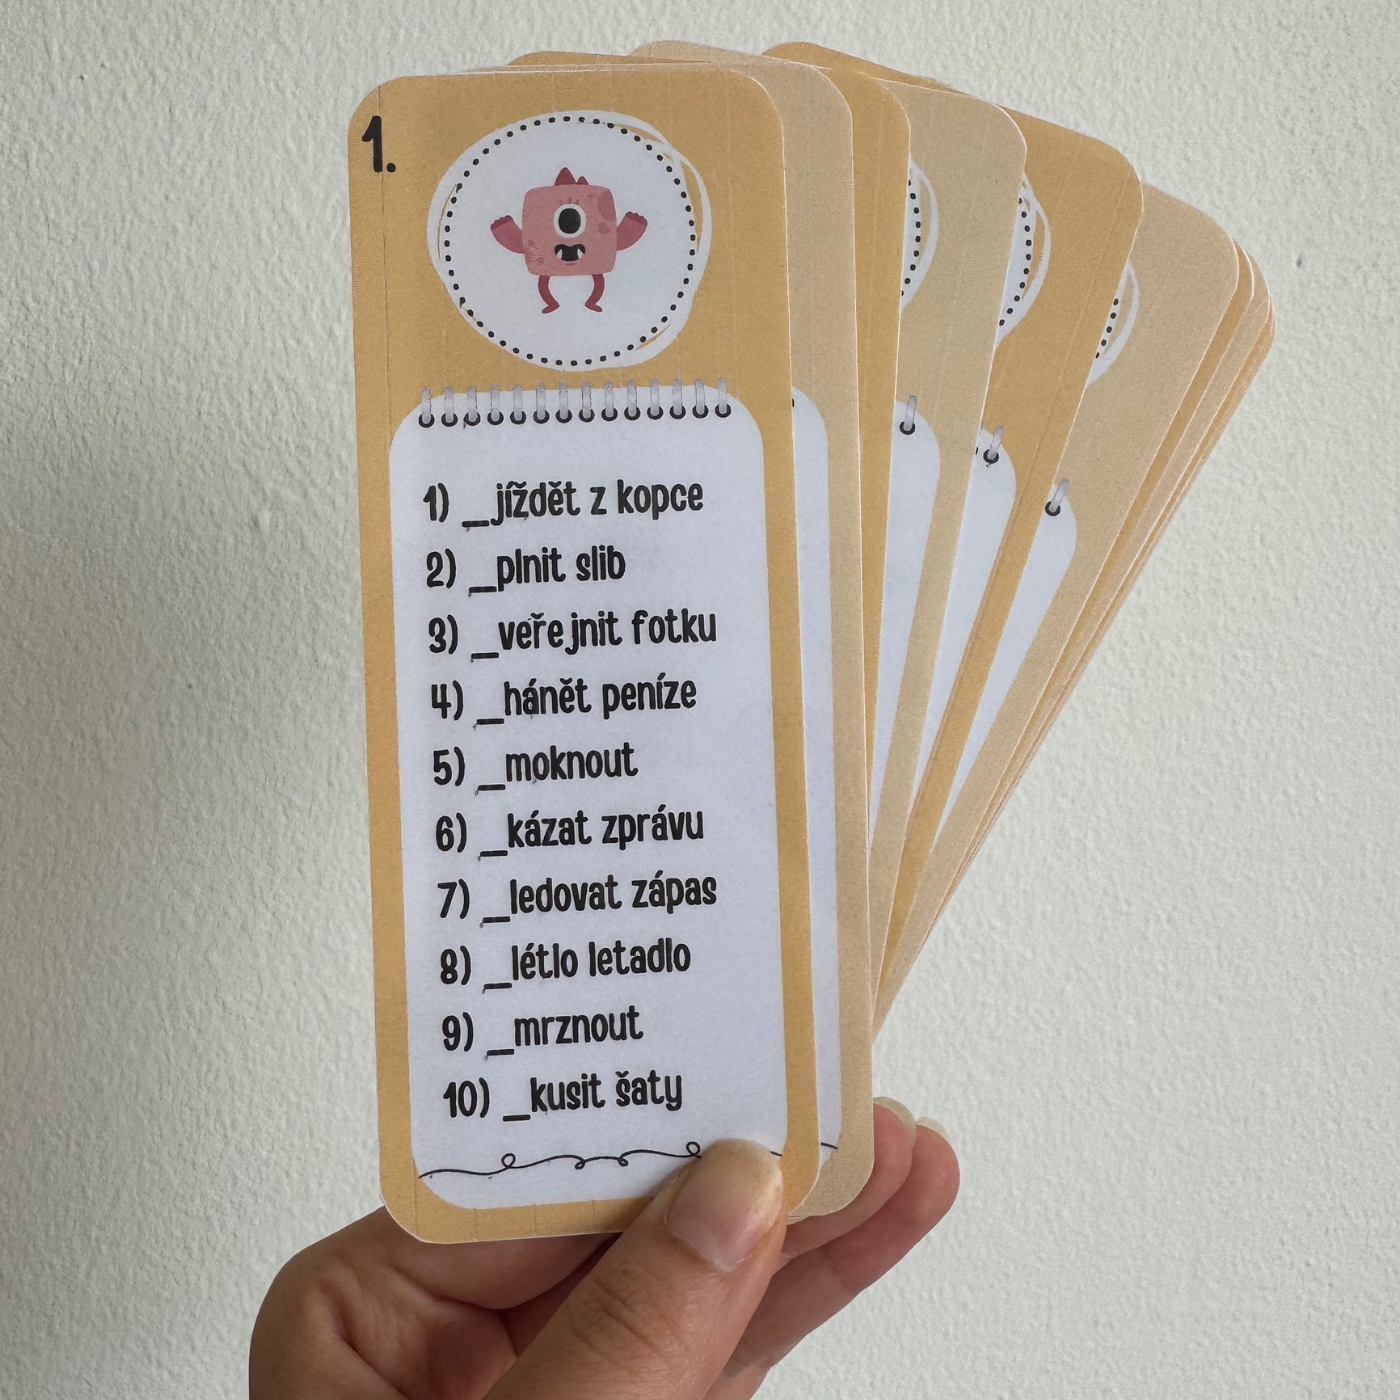 1.
1) _jíždět z kopce
2) _plnit slib
3) _veřejnit fotku
4) _hánět peníze
5) _moknout
6) _kázat zprávu
7) _ledovat zápas
8) _létlo letadlo
9) _mrznout
10) _kusit šaty